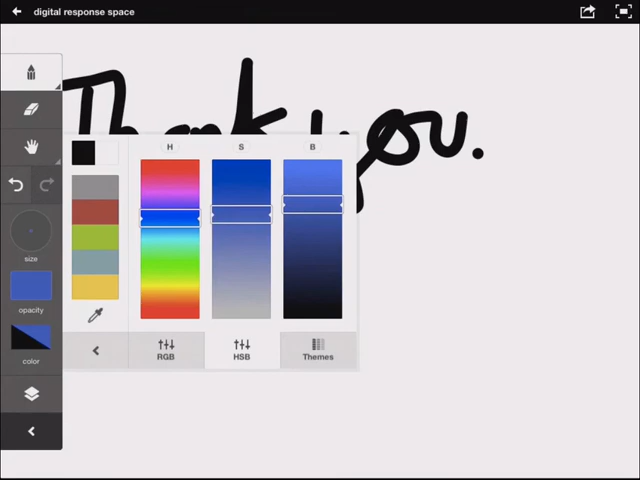 digital response space
Thank you.
H S B
size
opacity
color
RGB HSB Themes